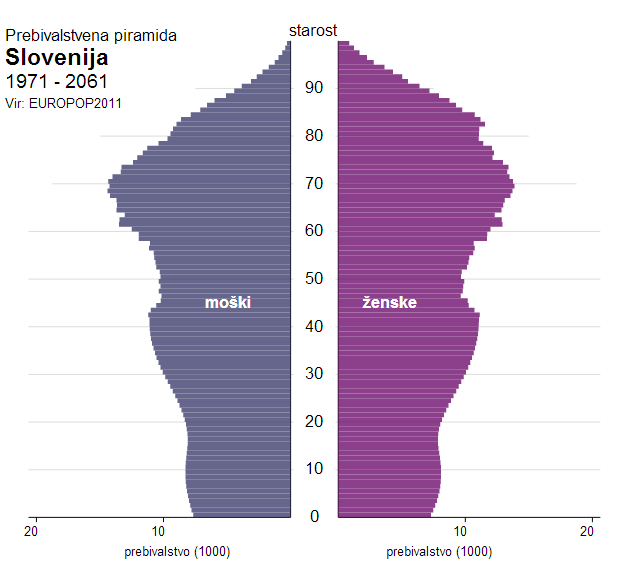 Prebivalstvena piramida
Slovenija
1971 - 2061
Vir: EUROPOP2011
starost
90
80
70
60
50
moški
ženske
40
30
20
10
0
20 10 10 20
prebivalstvo (1000) prebivalstvo (1000)